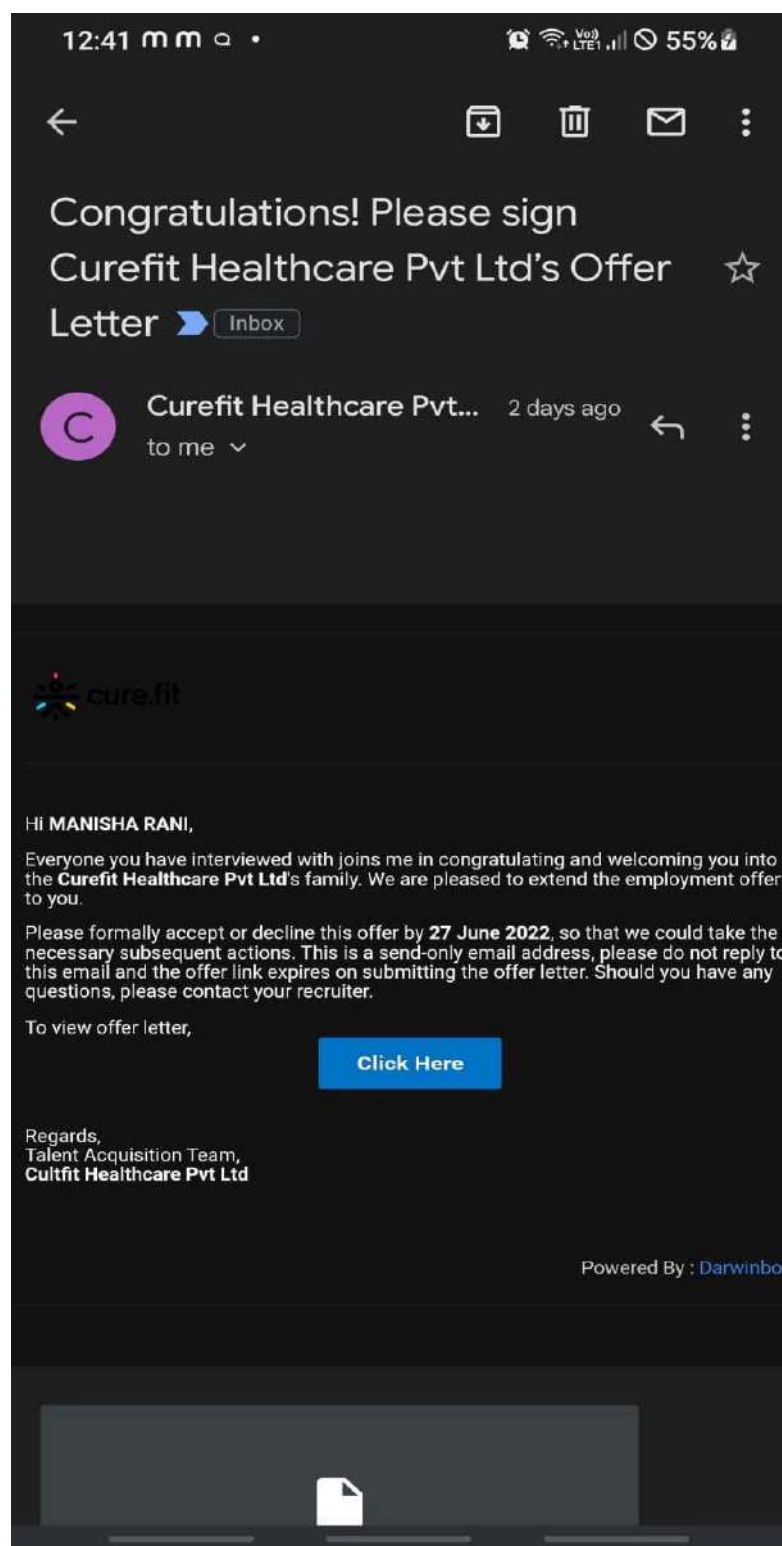 12:41
Vo))
LTE1
55%
Congratulations! Please sign
Curefit Healthcare Pvt Ltd's Offer
Letter Inbox
C
Curefit Healthcare Pvt... 2 days ago
to me
cure.fit
Hi MANISHA RANI,
Everyone you have interviewed with joins me in congratulating and welcoming you into
the Curefit Healthcare Pvt Ltd's family. We are pleased to extend the employment offer
to you.
Please formally accept or decline this offer by 27 June 2022, so that we could take the
necessary subsequent actions. This is a send-only email address, please do not reply to
this email and the offer link expires on submitting the offer letter. Should you have any
questions, please contact your recruiter.
To view offer letter,
Click Here
Regards,
Talent Acquisition Team,
Cultfit Healthcare Pvt Ltd
Powered By : Darwinbo